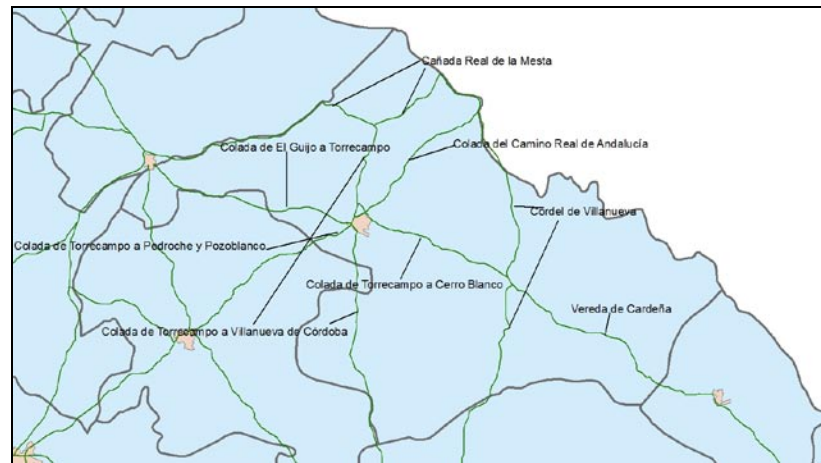 Cañada Real de la Mesta
Colada de El Guijo a Torrecampo
Colada del Camino Real de Andalucía
Córdel de Villanueva
Colada de Torrecampo a Pedroche y Pozoblanco
Colada de Torrecampo a Cerro Blanco
Vereda de Cardeña
Colada de Torrecampo a Villanueva de Córdoba